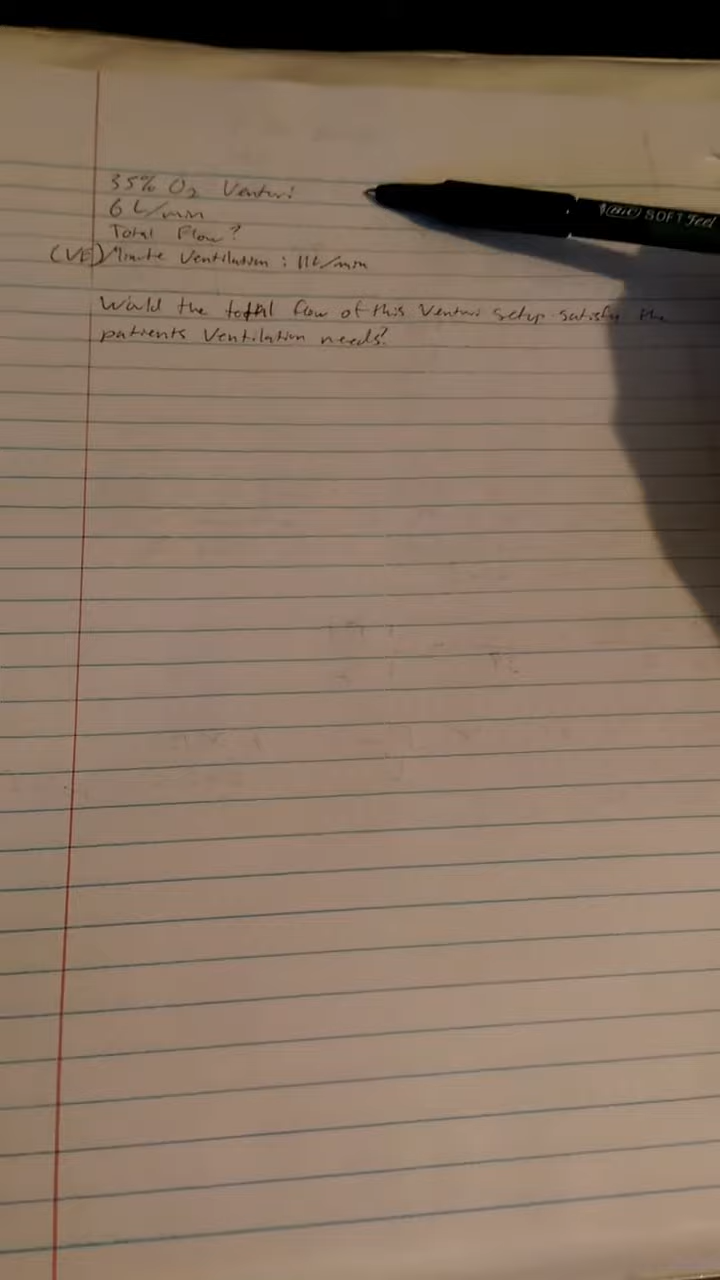 35% O2 Venturi
6 L/min
Total Flow?
(VE) Minute Ventilation : 11L/min
Would the total flow of this Venturi setup satisfy the
patients Ventilation needs?
BIC SOFT Feel